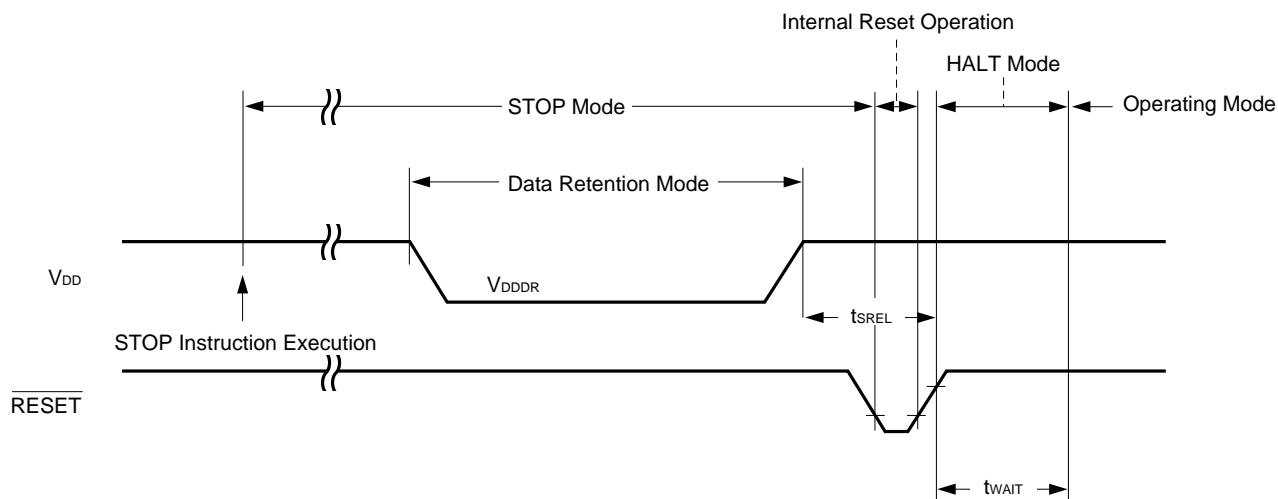 Internal Reset Operation
HALT Mode
STOP Mode
Operating Mode
Data Retention Mode
VDD
VDDDR
tSREL
STOP Instruction Execution
RESET
tWAIT